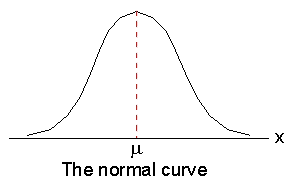 x
μ
The normal curve